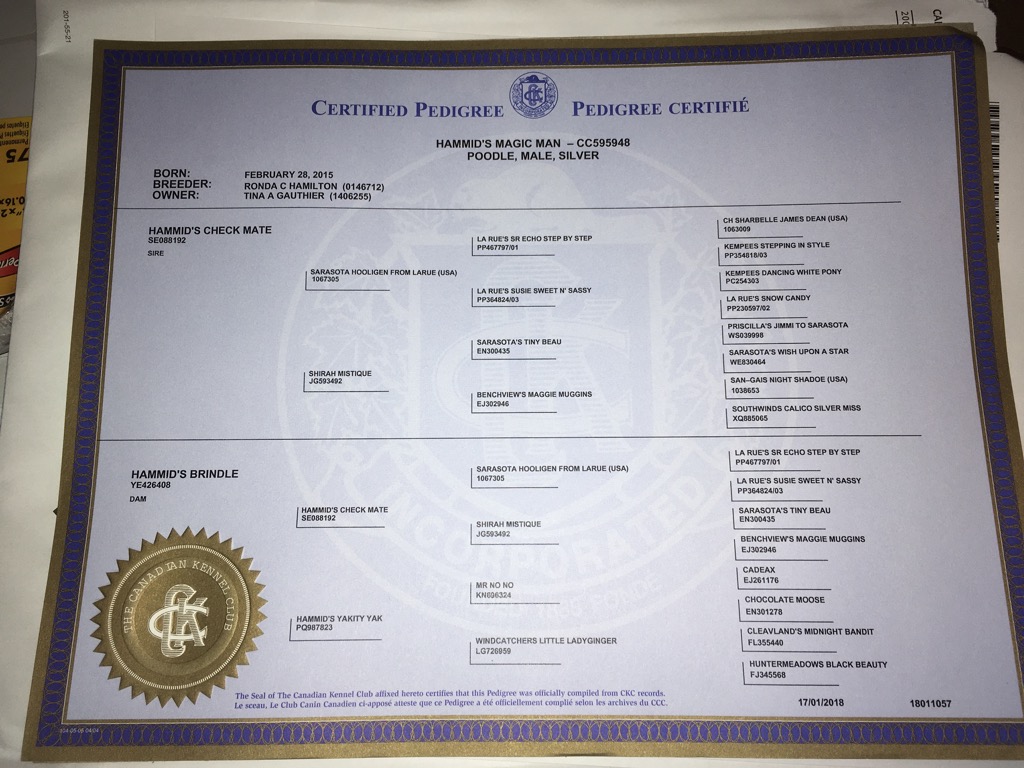 201-55-21
CERTIFIED PEDIGREE PEDIGREE CERTIFIÉ
HAMMID'S MAGIC MAN – CC595948
POODLE, MALE, SILVER
BORN: FEBRUARY 28, 2015
BREEDER: RONDA C HAMILTON (0146712)
OWNER: TINA A GAUTHIER (1406255)
HAMMID'S CHECK MATE
SE088192
SIRE
SARASOTA HOOLIGEN FROM LARUE (USA)
1067305
SHIRAH MISTIQUE
JG593492
LA RUE'S SR ECHO STEP BY STEP
PP467797/01
LA RUE'S SUSIE SWEET N' SASSY
PP364824/03
SARASOTA'S TINY BEAU
EN300435
BENCHVIEW'S MAGGIE MUGGINS
EJ302946
CH SHARBELLE JAMES DEAN (USA)
1063009
KEMPEES STEPPING IN STYLE
PP354818/03
KEMPEES DANCING WHITE PONY
PC254303
LA RUE'S SNOW CANDY
PP230597/02
PRISCILLA'S JIMMI TO SARASOTA
WS039998
SARASOTA'S WISH UPON A STAR
WE830464
SAN-GAIS NIGHT SHADOE (USA)
1038653
SOUTHWINDS CALICO SILVER MISS
XQ885065
HAMMID'S BRINDLE
YE426408
DAM
HAMMID'S CHECK MATE
SE088192
HAMMID'S YAKITY YAK
PQ987823
SARASOTA HOOLIGEN FROM LARUE (USA)
1067305
SHIRAH MISTIQUE
JG593492
MR NO NO
KN696324
WINDCATCHERS LITTLE LADYGINGER
LG726959
LA RUE'S SR ECHO STEP BY STEP
PP467797/01
LA RUE'S SUSIE SWEET N' SASSY
PP364824/03
SARASOTA'S TINY BEAU
EN300435
BENCHVIEW'S MAGGIE MUGGINS
EJ302946
CADEAX
EJ261176
CHOCOLATE MOOSE
EN301278
CLEAVLAND'S MIDNIGHT BANDIT
FL355440
HUNTERMEADOWS BLACK BEAUTY
FJ345568
THE CANADIAN KENNEL CLUB
CKC
The Seal of The Canadian Kennel Club affixed hereto certifies that this Pedigree was officially compiled from CKC records.
Le sceau, Le Club Canin Canadien ci-apposé atteste que ce Pedigree a été officiellement complié selon les archives du CCC.
17/01/2018 18011057